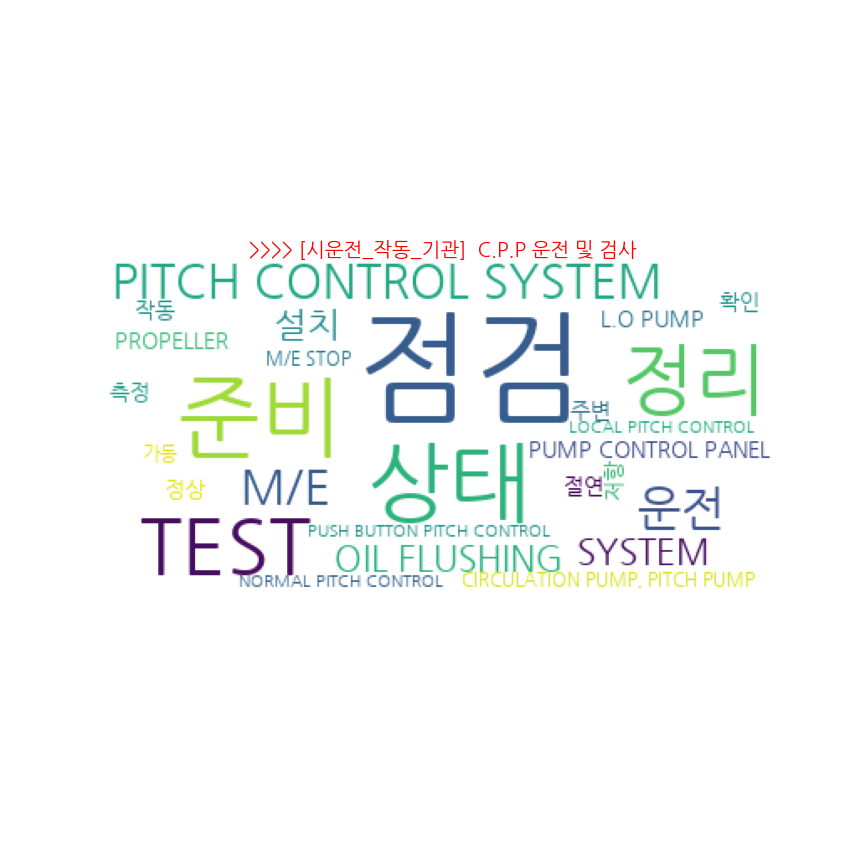 >>>> [시운전_작동_기관]  C.P.P 운전 및 검사
PITCH CONTROL SYSTEM
작동
설치
L.O PUMP
확인
PROPELLER
M/E STOP
점검
정리
측정
준비
주변
LOCAL PITCH CONTROL
가동
상태
PUMP CONTROL PANEL
정상
M/E
절연
저항
운전
TEST
PUSH BUTTON PITCH CONTROL
OIL FLUSHING
SYSTEM
NORMAL PITCH CONTROL
CIRCULATION PUMP, PITCH PUMP